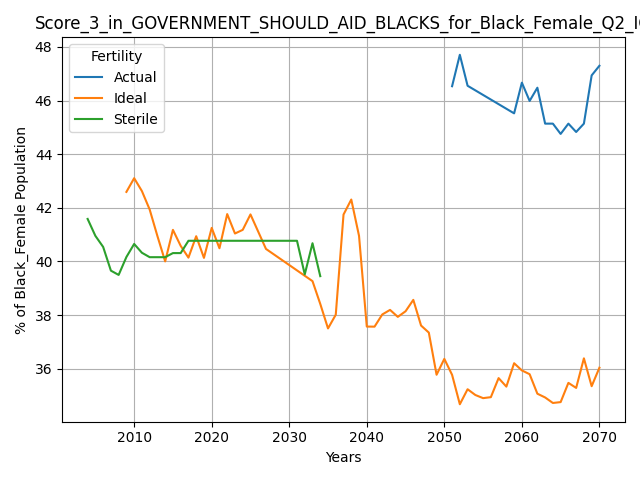 Score_3_in_GOVERNMENT_SHOULD_AID_BLACKS_for_Black_Female_Q2_I
Fertility
Actual
Ideal
Sterile
% of Black_Female Population
48
46
44
42
40
38
36
2010
2020
2030
2040
2050
2060
2070
Years